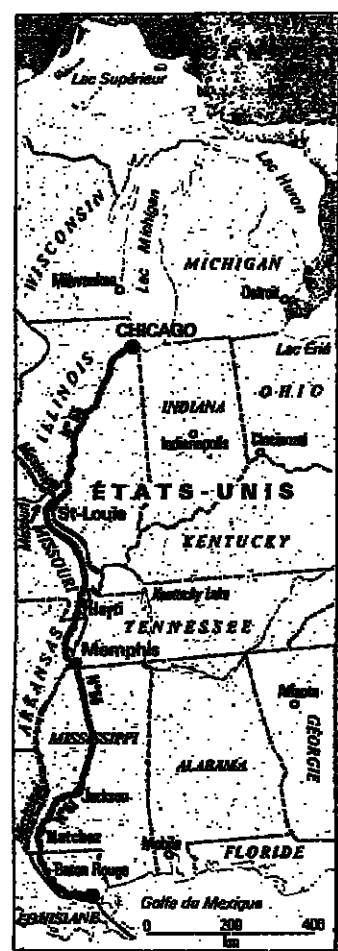 Lac Supérieur
Lac Huron
WISCONSIN
Lac Michigan
MICHIGAN
Milwaukee
Detroit
CHICAGO
Lac Erié
ILLINOIS
OHIO
INDIANA
Indianapolis
Cincinnati
ÉTATS-UNIS
St-Louis
MISSOURI
KENTUCKY
Kentucky Lake
Hayti
TENNESSEE
Memphis
ARKANSAS
MISSISSIPPI
ALABAMA
GÉORGIE
Jackson
Natchez
Mobile
FLORIDE
Baton Rouge
LOUISIANE
Golfe du Mexique
0 200 400
km